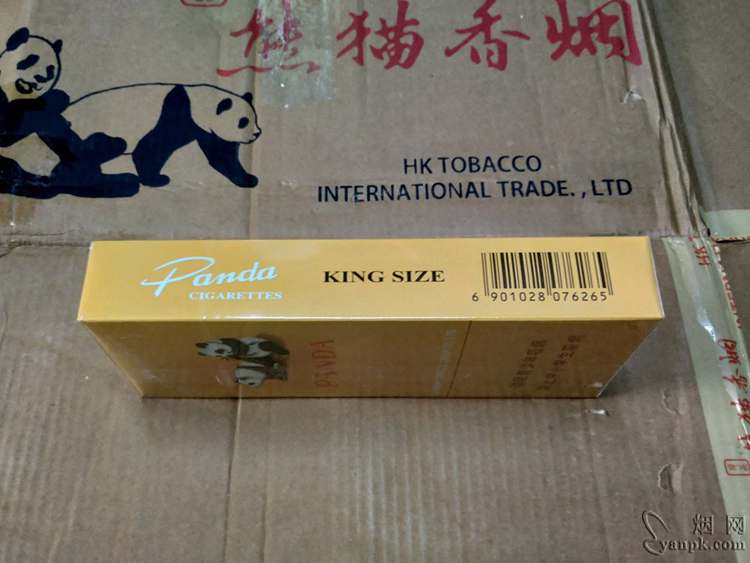 熊猫香烟
HK TOBACCO
INTERNATIONAL TRADE. , LTD
Panda
CIGARETTES
KING SIZE
6 901028 076265
PANDA
烟网
yanpk.com